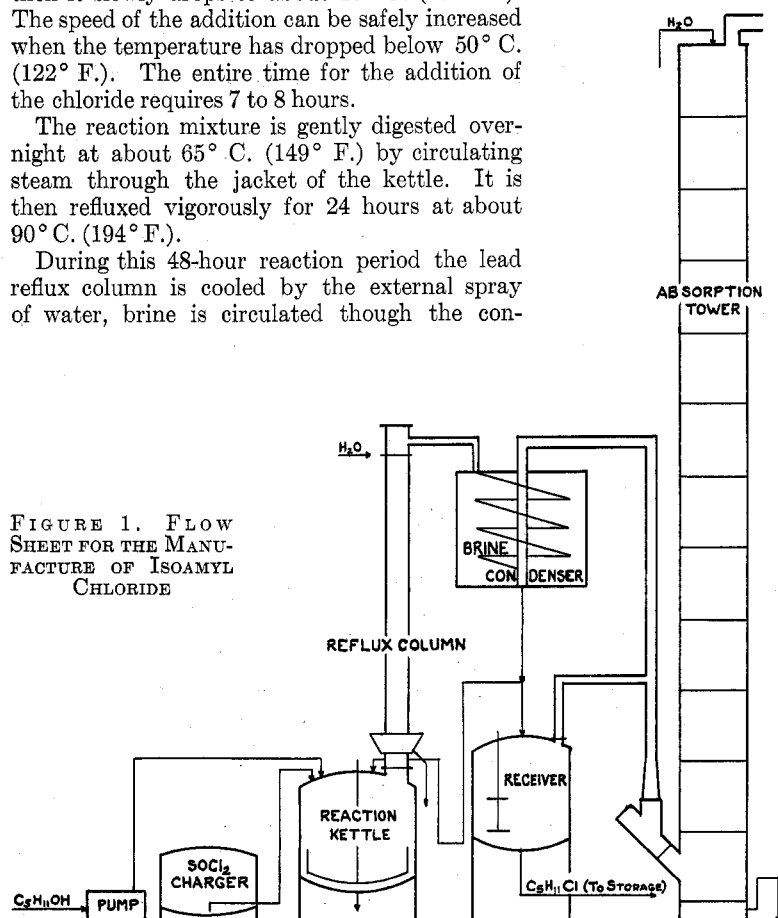 The speed of the addition can be safely increased
when the temperature has dropped below 50° C.
(122° F.). The entire time for the addition of
the chloride requires 7 to 8 hours.
The reaction mixture is gently digested over-
night at about 65° C. (149° F.) by circulating
steam through the jacket of the kettle. It is
then refluxed vigorously for 24 hours at about
90° C. (194° F.).
During this 48-hour reaction period the lead
reflux column is cooled by the external spray
of water, brine is circulated though the con-
H₂O
ABSORPTION
TOWER
H₂O
FIGURE 1. FLOW
SHEET FOR THE MANU-
FACTURE OF ISOAMYL
CHLORIDE
BRINE
CONDENSER
REFLUX COLUMN
RECEIVER
REACTION
KETTLE
SOCl₂
CHARGER
C₅H₁₁Cl (TO STORAGE)
C₅H₁₁OH
PUMP